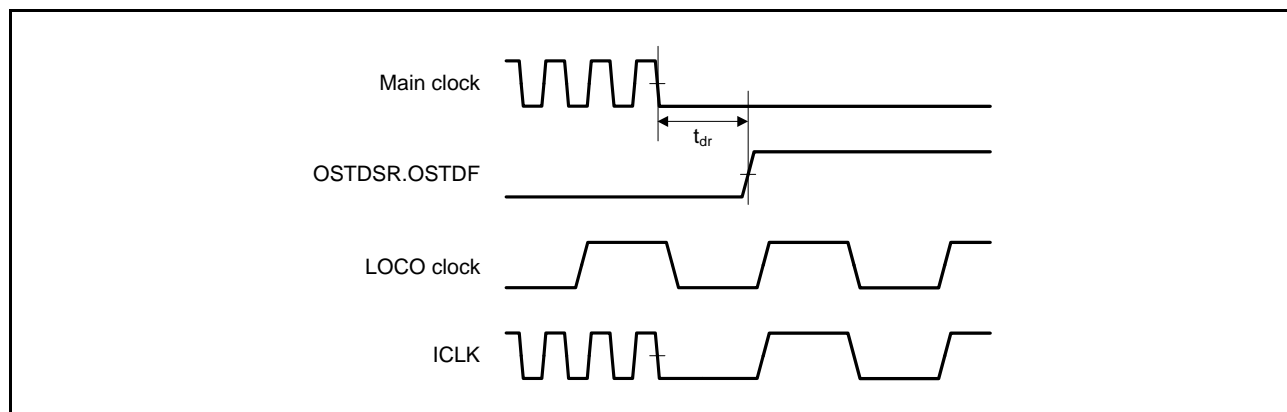 Main clock
tdr
OSTDSR.OSTDF
LOCO clock
ICLK